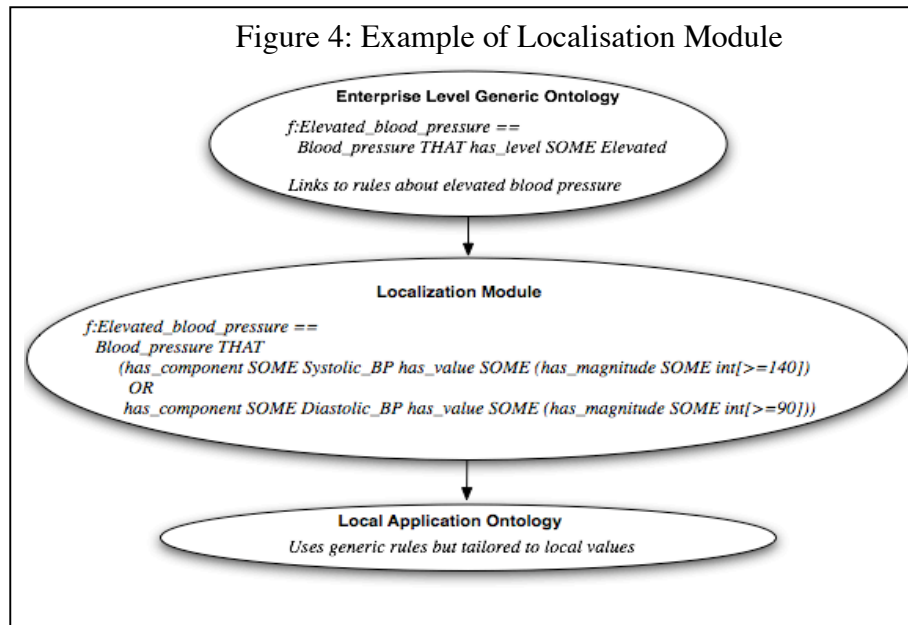 Figure 4: Example of Localisation Module
Enterprise Level Generic Ontology
f:Elevated_blood_pressure ==
Blood_pressure THAT has_level SOME Elevated
Links to rules about elevated blood pressure
Localization Module
f:Elevated_blood_pressure ==
Blood_pressure THAT
(has_component SOME Systolic_BP has_value SOME (has_magnitude SOME int[>=140])
OR
has_component SOME Diastolic_BP has_value SOME (has_magnitude SOME int[>=90]))
Local Application Ontology
Uses generic rules but tailored to local values